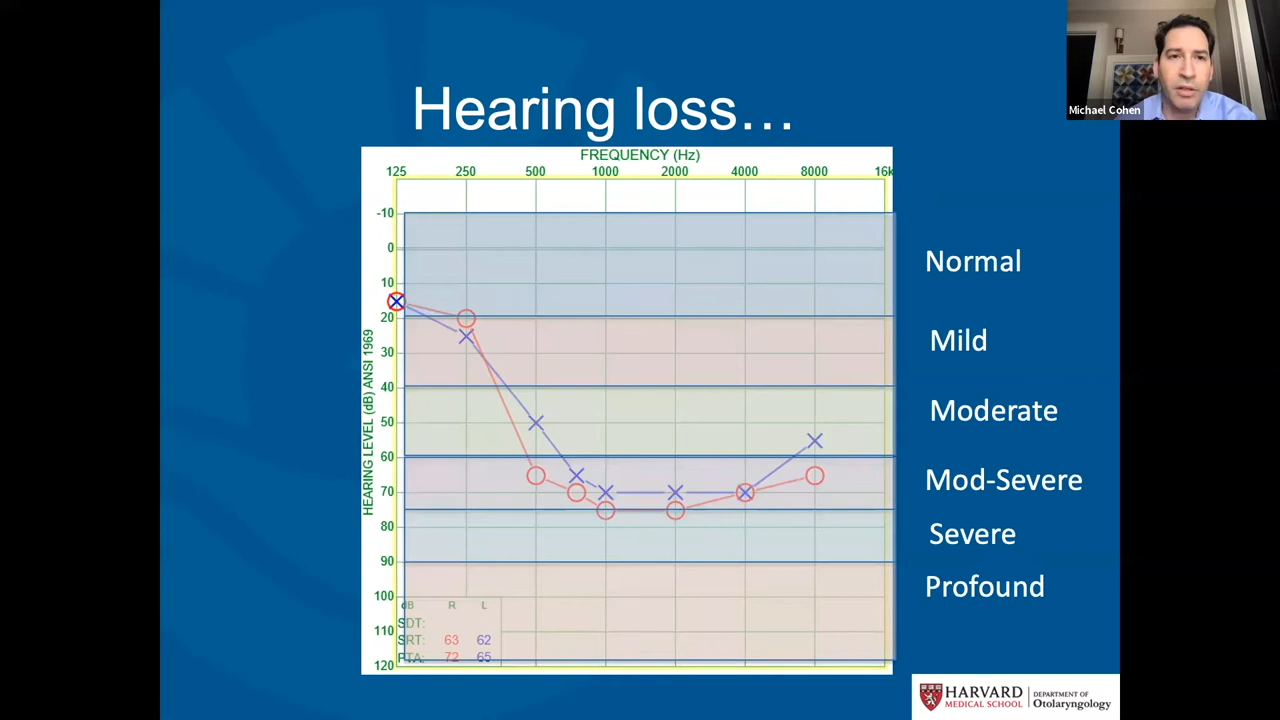 Hearing loss...
Michael Cohen
FREQUENCY (Hz)
125 250 500 1000 2000 4000 8000 16k
HEARING LEVEL (dB) ANSI 1969
-10
0
10
20
30
40
50
60
70
80
90
100
110
120
dB R L
SDT:
SRT: 63 62
PTA: 72 65
Normal
Mild
Moderate
Mod-Severe
Severe
Profound
HARVARD
MEDICAL SCHOOL
DEPARTMENT OF
Otolaryngology